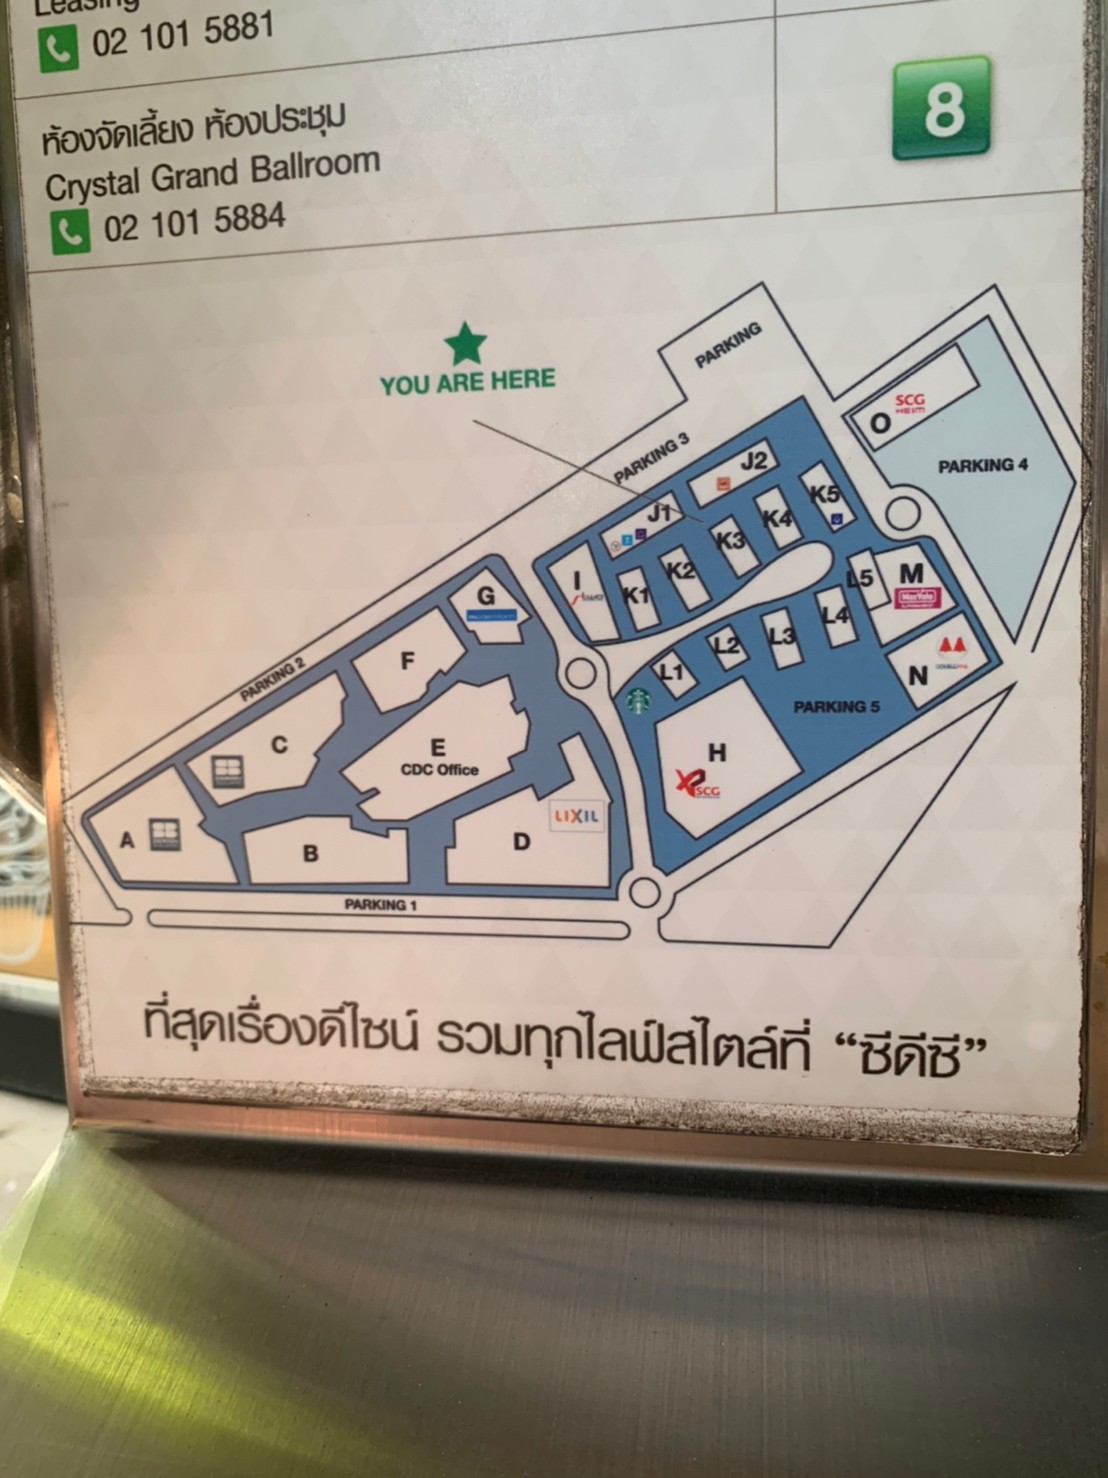 Leasing
02 101 5881
ห้องจัดเลี้ยง ห้องประชุม
Crystal Grand Ballroom
02 101 5884
8
YOU ARE HERE
PARKING
PARKING 3
O
SCG
HEIM
PARKING 4
J2
J1
K5
K4
K3
K2
K1
I
G
F
PARKING 2
C
E
CDC Office
A
B
D
LIXIL
PARKING 1
L5
L4
L3
L2
L1
M
MaxValu
N
PARKING 5
H
SCG
ที่สุดเรื่องดีไซน์ รวมทุกไลฟ์สไตล์ที่ “ซีดีซี”